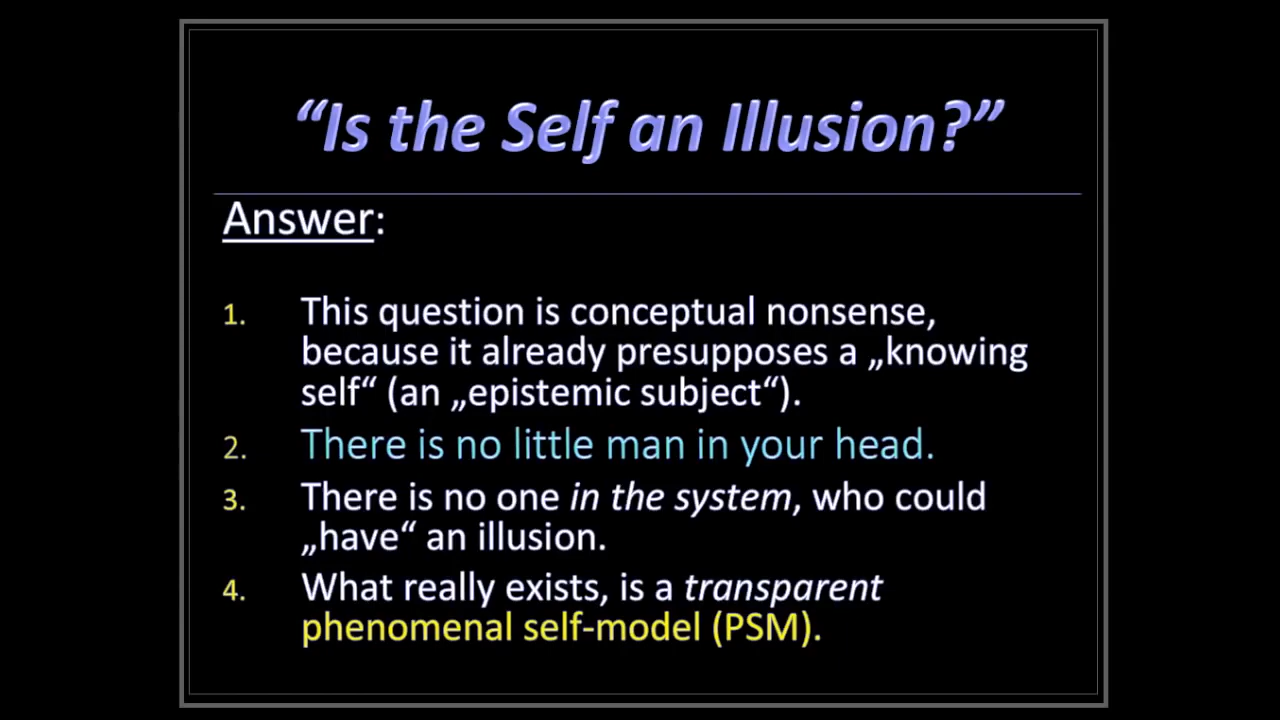 “Is the Self an Illusion?”
Answer:
1. This question is conceptual nonsense,
because it already presupposes a „knowing
self“ (an „epistemic subject“).
2. There is no little man in your head.
3. There is no one in the system, who could
„have“ an illusion.
4. What really exists, is a transparent
phenomenal self-model (PSM).